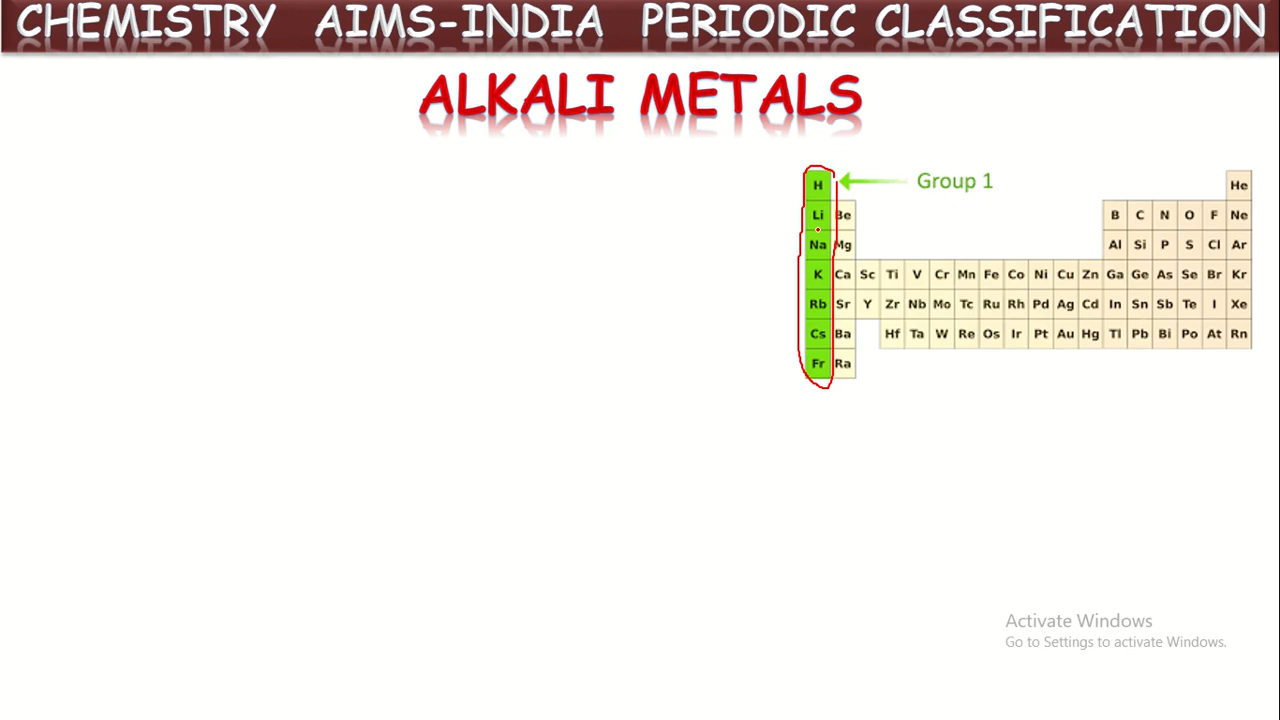 CHEMISTRY AIMS-INDIA PERIODIC CLASSIFICATION
ALKALI METALS
Group 1
H He
Li Be B C N O F Ne
Na Mg Al Si P S Cl Ar
K Ca Sc Ti V Cr Mn Fe Co Ni Cu Zn Ga Ge As Se Br Kr
Rb Sr Y Zr Nb Mo Tc Ru Rh Pd Ag Cd In Sn Sb Te I Xe
Cs Ba Hf Ta W Re Os Ir Pt Au Hg Tl Pb Bi Po At Rn
Fr Ra
Activate Windows
Go to Settings to activate Windows.